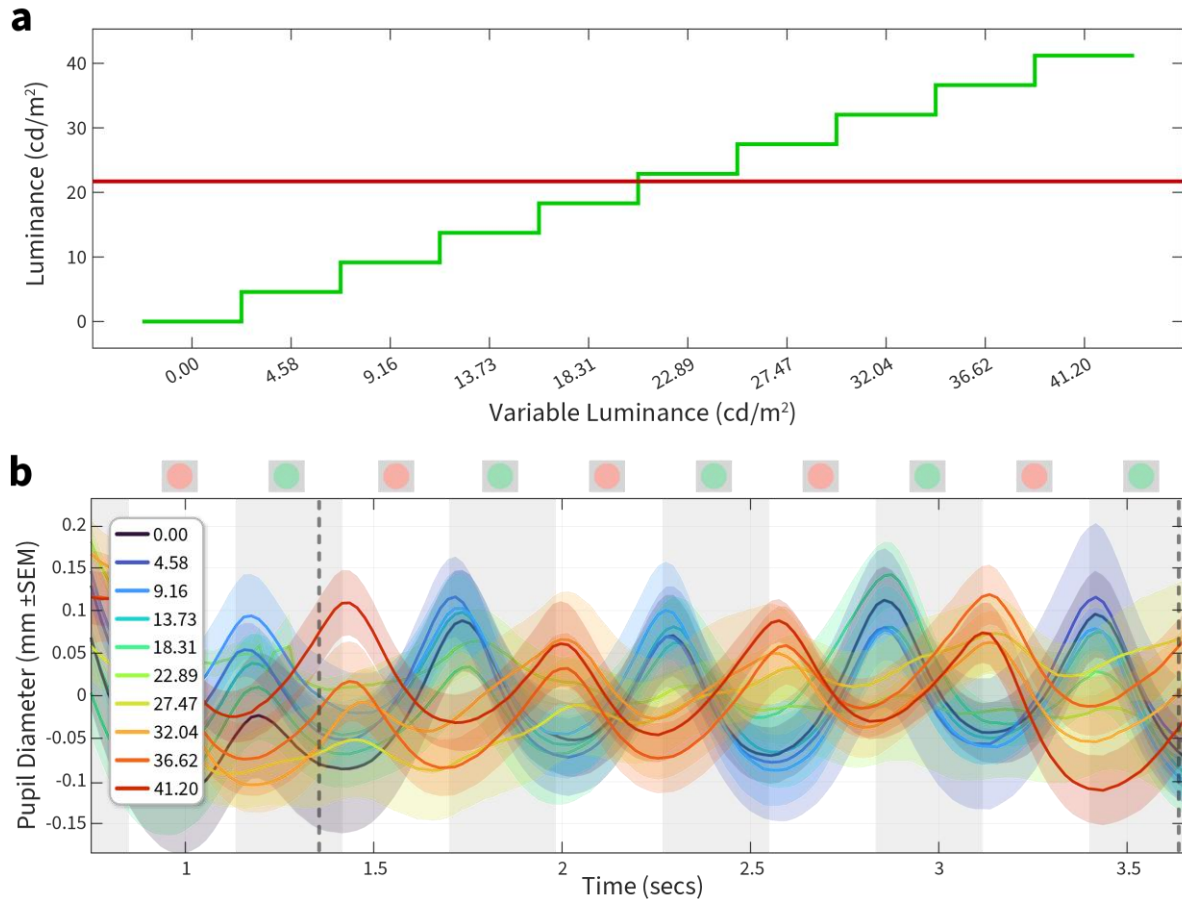 a
Luminance (cd/m²)
40
30
20
10
0
0.00 4.58 9.16 13.73 18.31 22.89 27.47 32.04 36.62 41.20
Variable Luminance (cd/m²)
b
Pupil Diameter (mm ±SEM)
0.2
0.15
0.1
0.05
0
-0.05
-0.1
-0.15
0.00
4.58
9.16
13.73
18.31
22.89
27.47
32.04
36.62
41.20
1 1.5 2 2.5 3 3.5
Time (secs)